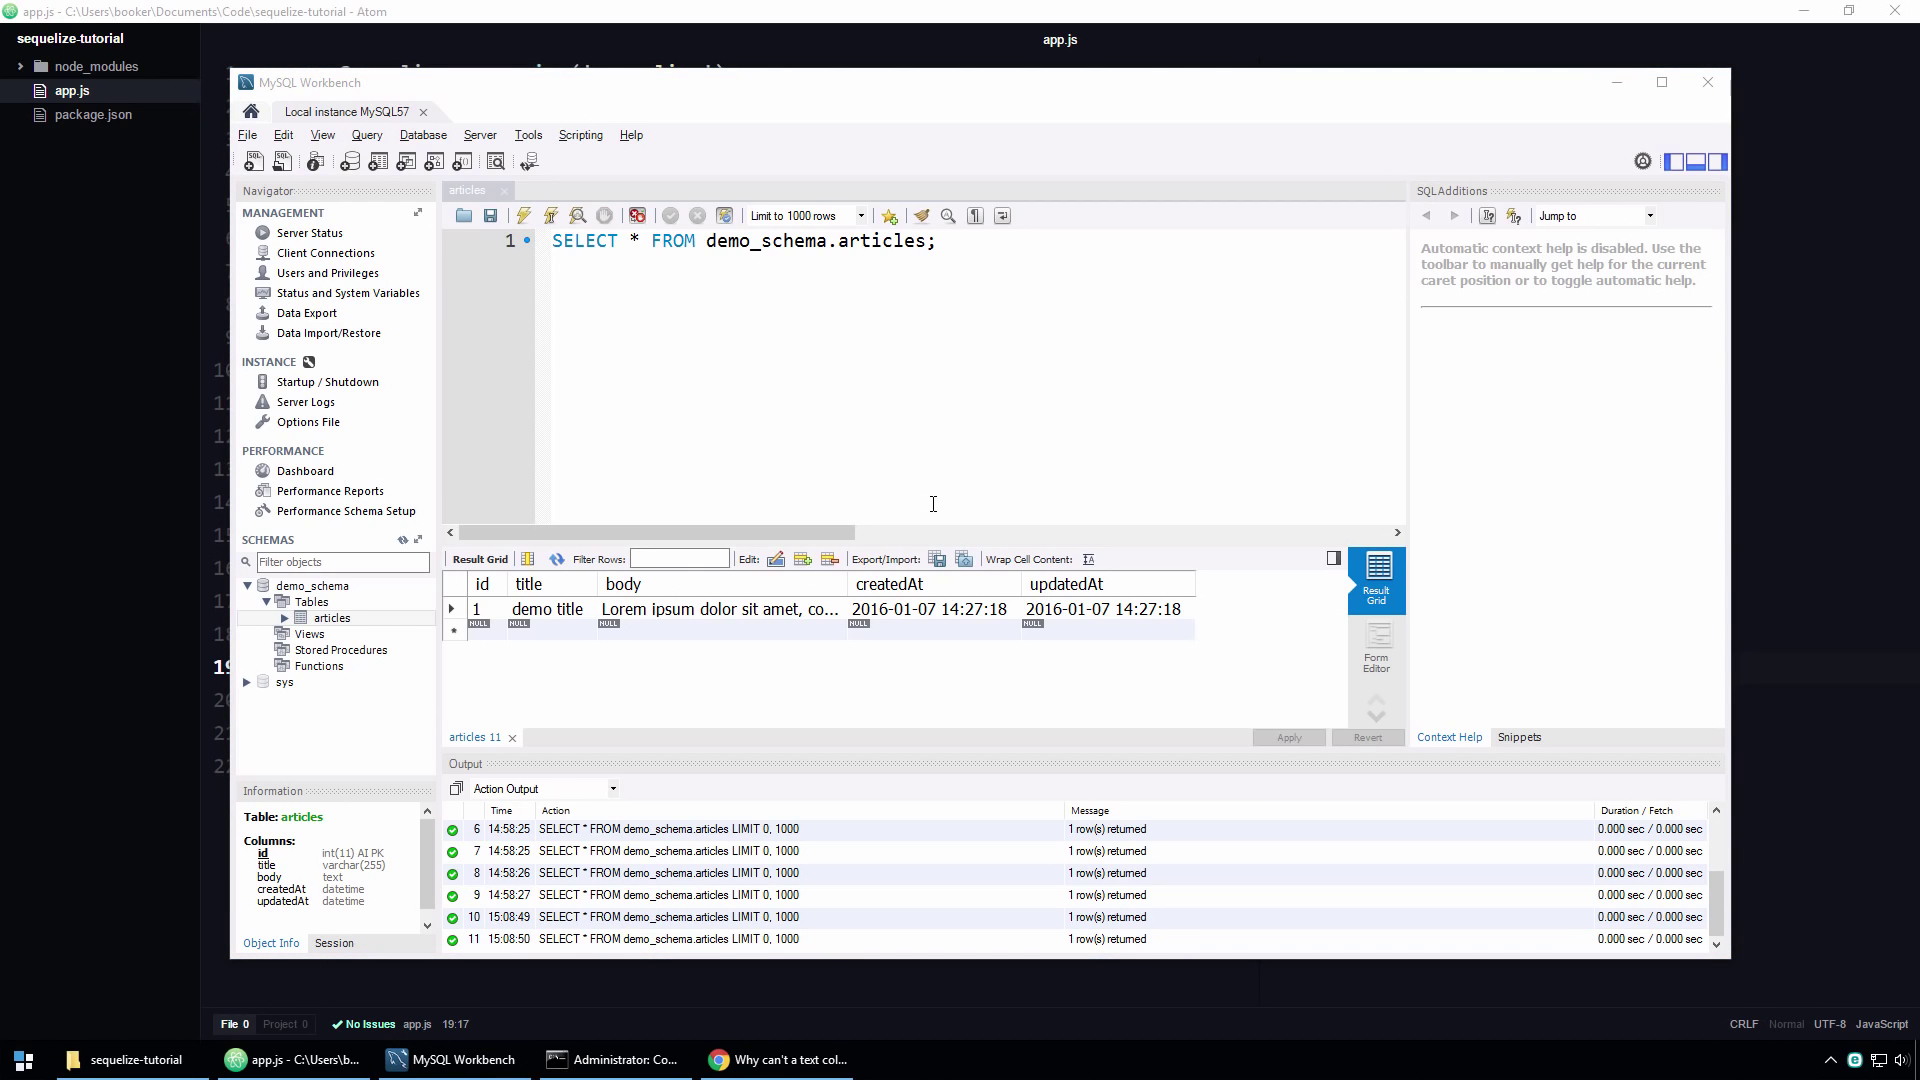 app.js - C:\Users\booker\Documents\Code\sequelize-tutorial - Atom
sequelize-tutorial
node_modules
app.js
package.json
app.js
MySQL Workbench
Local instance MySQL57
File Edit View Query Database Server Tools Scripting Help
Navigator
MANAGEMENT
Server Status
Client Connections
Users and Privileges
Status and System Variables
Data Export
Data Import/Restore
INSTANCE
Startup / Shutdown
Server Logs
Options File
PERFORMANCE
Dashboard
Performance Reports
Performance Schema Setup
SCHEMAS
Filter objects
demo_schema
Tables
articles
Views
Stored Procedures
Functions
sys
Information
Table: articles
Columns:
id int(11) AI PK
title varchar(255)
body text
createdAt datetime
updatedAt datetime
Object Info Session
articles
Limit to 1000 rows
1 SELECT * FROM demo_schema.articles;
Result Grid Filter Rows: Edit: Export/Import: Wrap Cell Content:
id title body createdAt updatedAt
1 demo title Lorem ipsum dolor sit amet, co... 2016-01-07 14:27:18 2016-01-07 14:27:18
NULL NULL NULL NULL NULL
Result
Grid
Form
Editor
articles 11
Apply Revert
SQLAdditions
Jump to
Automatic context help is disabled. Use the
toolbar to manually get help for the current
caret position or to toggle automatic help.
Context Help Snippets
Output
Action Output
Time Action Message Duration / Fetch
6 14:58:25 SELECT * FROM demo_schema.articles LIMIT 0, 1000 1 row(s) returned 0.000 sec / 0.000 sec
7 14:58:25 SELECT * FROM demo_schema.articles LIMIT 0, 1000 1 row(s) returned 0.000 sec / 0.000 sec
8 14:58:26 SELECT * FROM demo_schema.articles LIMIT 0, 1000 1 row(s) returned 0.000 sec / 0.000 sec
9 14:58:27 SELECT * FROM demo_schema.articles LIMIT 0, 1000 1 row(s) returned 0.000 sec / 0.000 sec
10 15:08:49 SELECT * FROM demo_schema.articles LIMIT 0, 1000 1 row(s) returned 0.000 sec / 0.000 sec
11 15:08:50 SELECT * FROM demo_schema.articles LIMIT 0, 1000 1 row(s) returned 0.000 sec / 0.000 sec
File 0 Project 0 No Issues app.js 19:17 CRLF Normal UTF-8 JavaScript
sequelize-tutorial app.js - C:\Users\b... MySQL Workbench Administrator: Co... Why can't a text col...